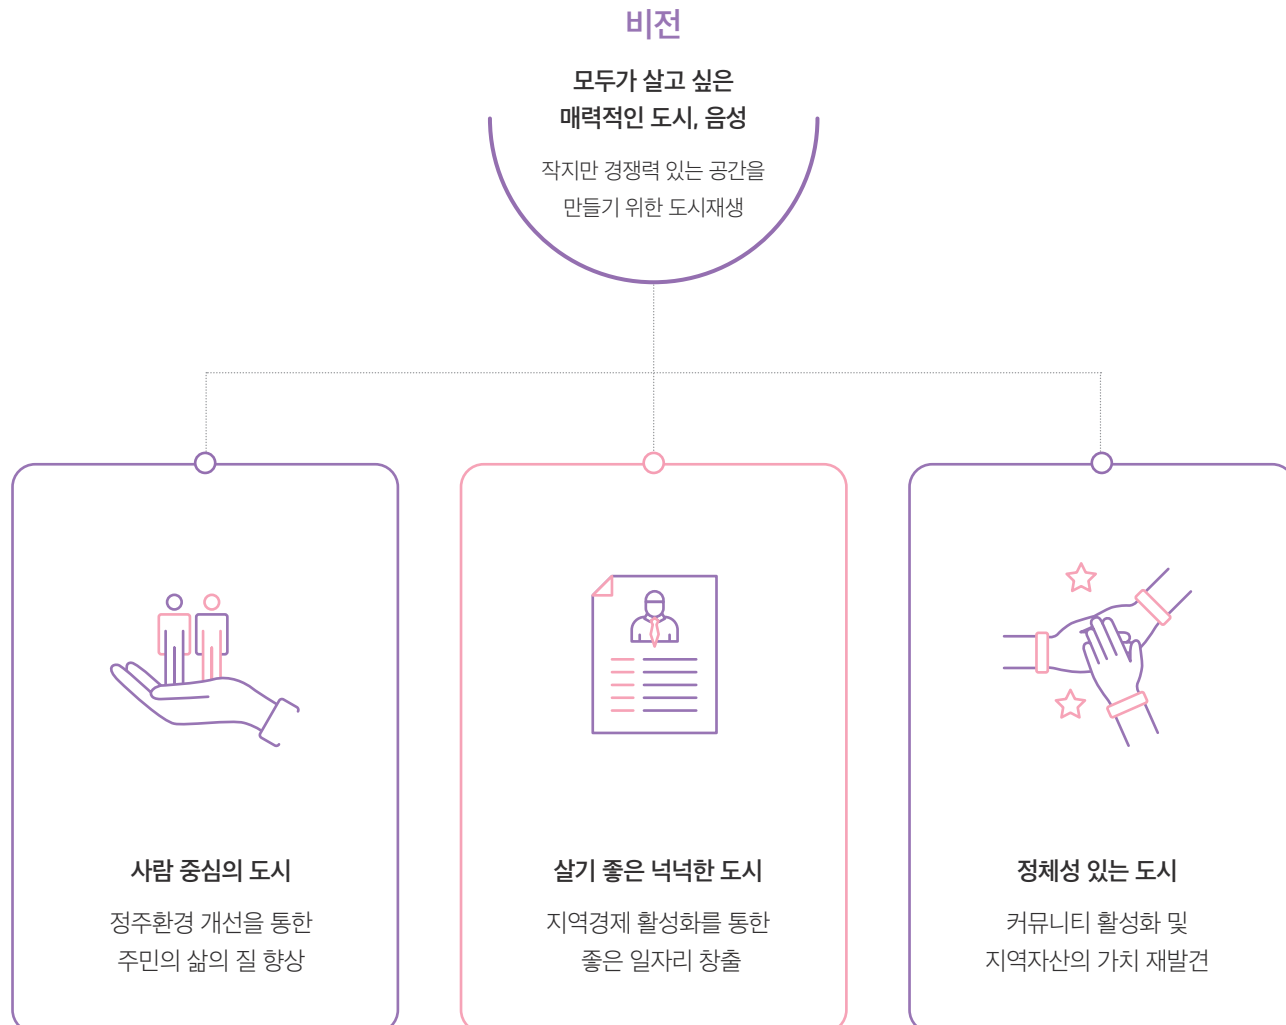 비전
모두가 살고 싶은
매력적인 도시, 음성
작지만 경쟁력 있는 공간을
만들기 위한 도시재생
사람 중심의 도시
정주환경 개선을 통한
주민의 삶의 질 향상
살기 좋은 넉넉한 도시
지역경제 활성화를 통한
좋은 일자리 창출
정체성 있는 도시
커뮤니티 활성화 및
지역자산의 가치 재발견